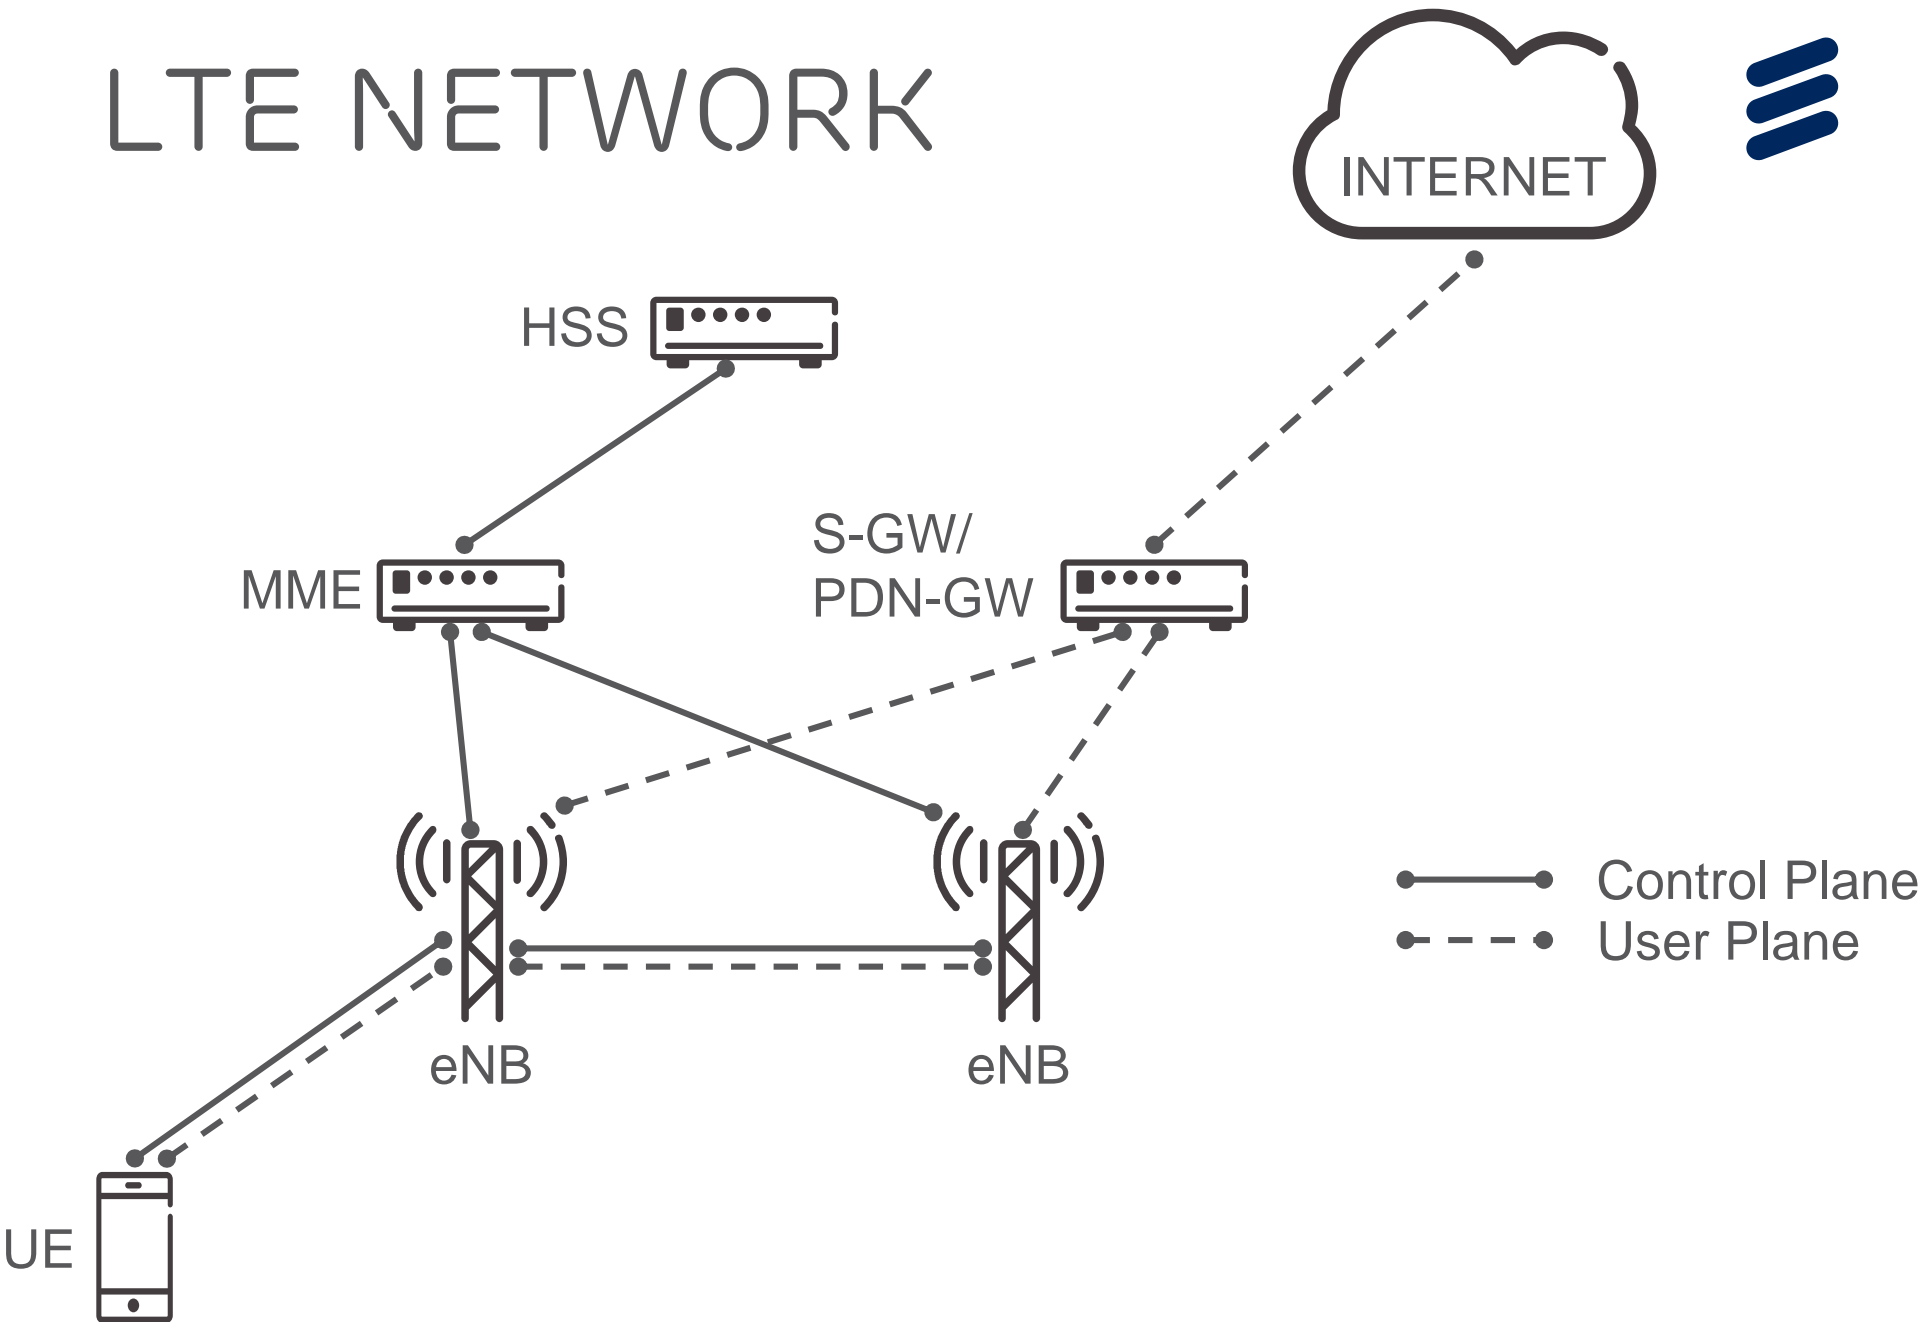 LTE NETWORK
INTERNET
HSS
S-GW/
PDN-GW
MME
Control Plane
User Plane
eNB
eNB
UE